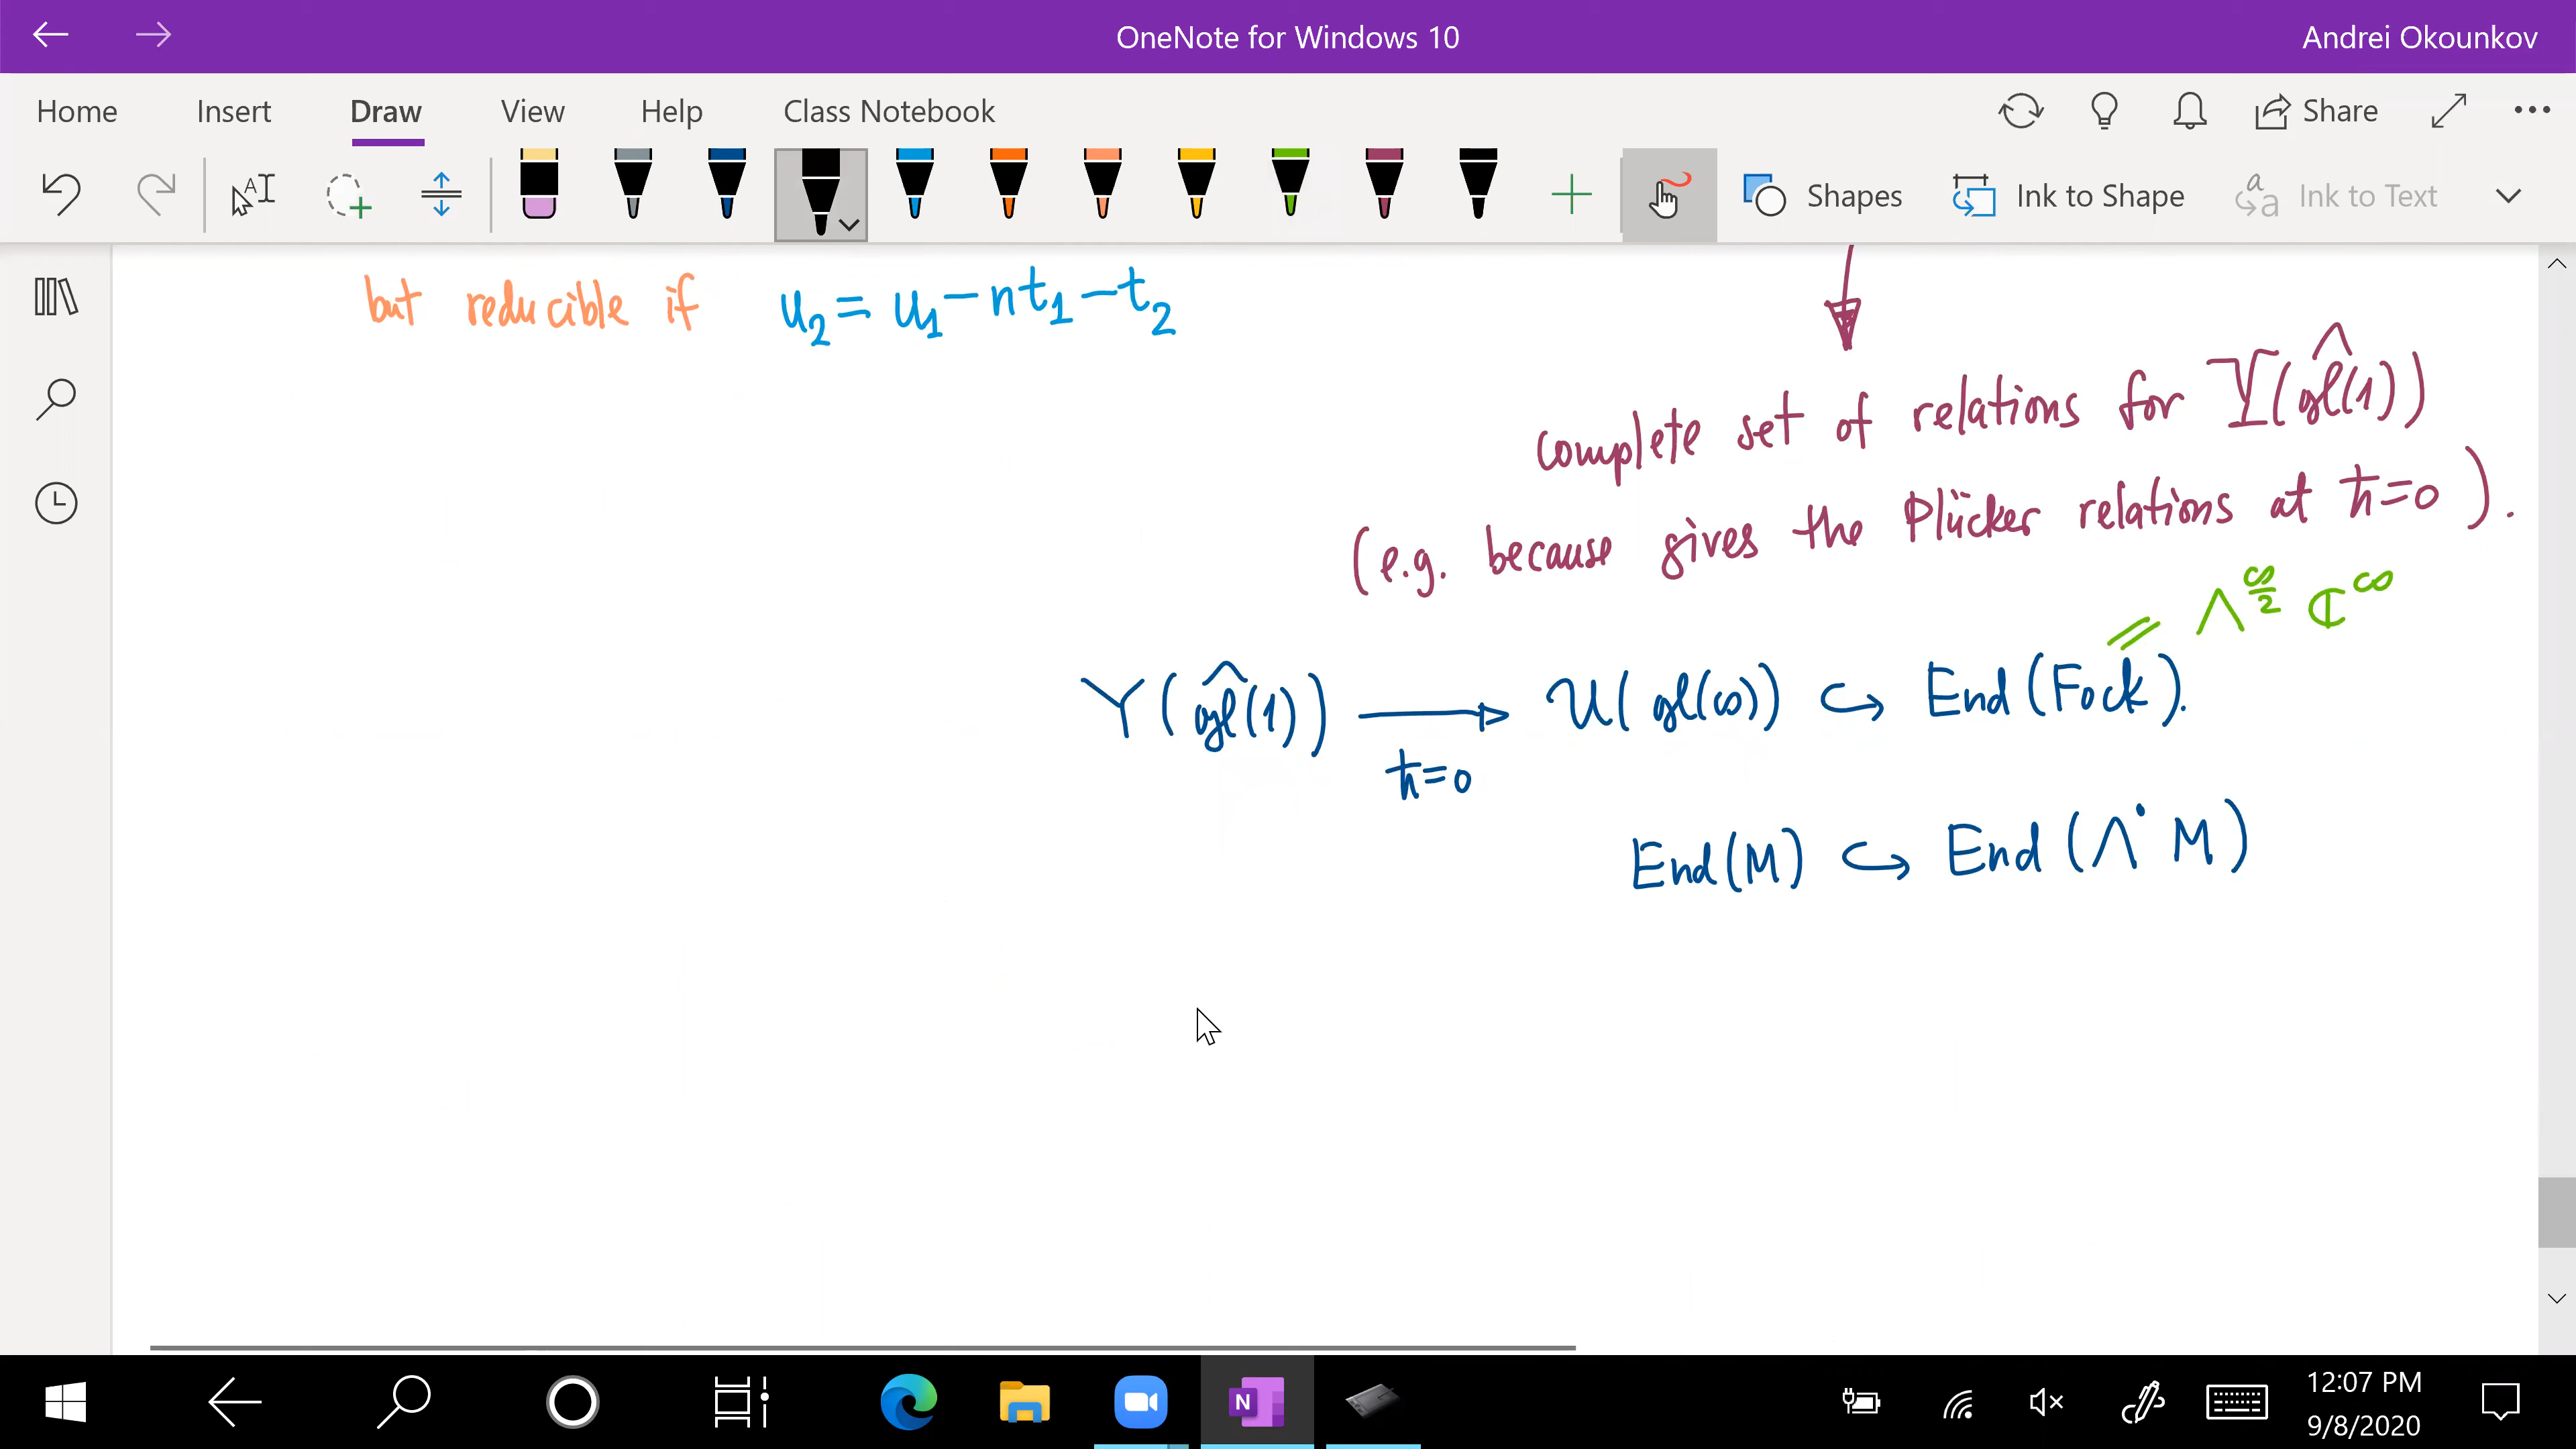 OneNote for Windows 10
Andrei Okounkov
Home Insert Draw View Help Class Notebook Share
Shapes Ink to Shape Ink to Text
but reducible if u₂ = u₁ − nt₁ − t₂
complete set of relations for Y(ĝl(1))
(e.g. because gives the Plücker relations at ħ=0).
= Λ^{∞/2} ℂ^∞
Y(ĝl(1)) → U(gl(∞)) ↪ End(Fock).
ħ=0
End(M) ↪ End(Λ^• M)
N
12:07 PM
9/8/2020